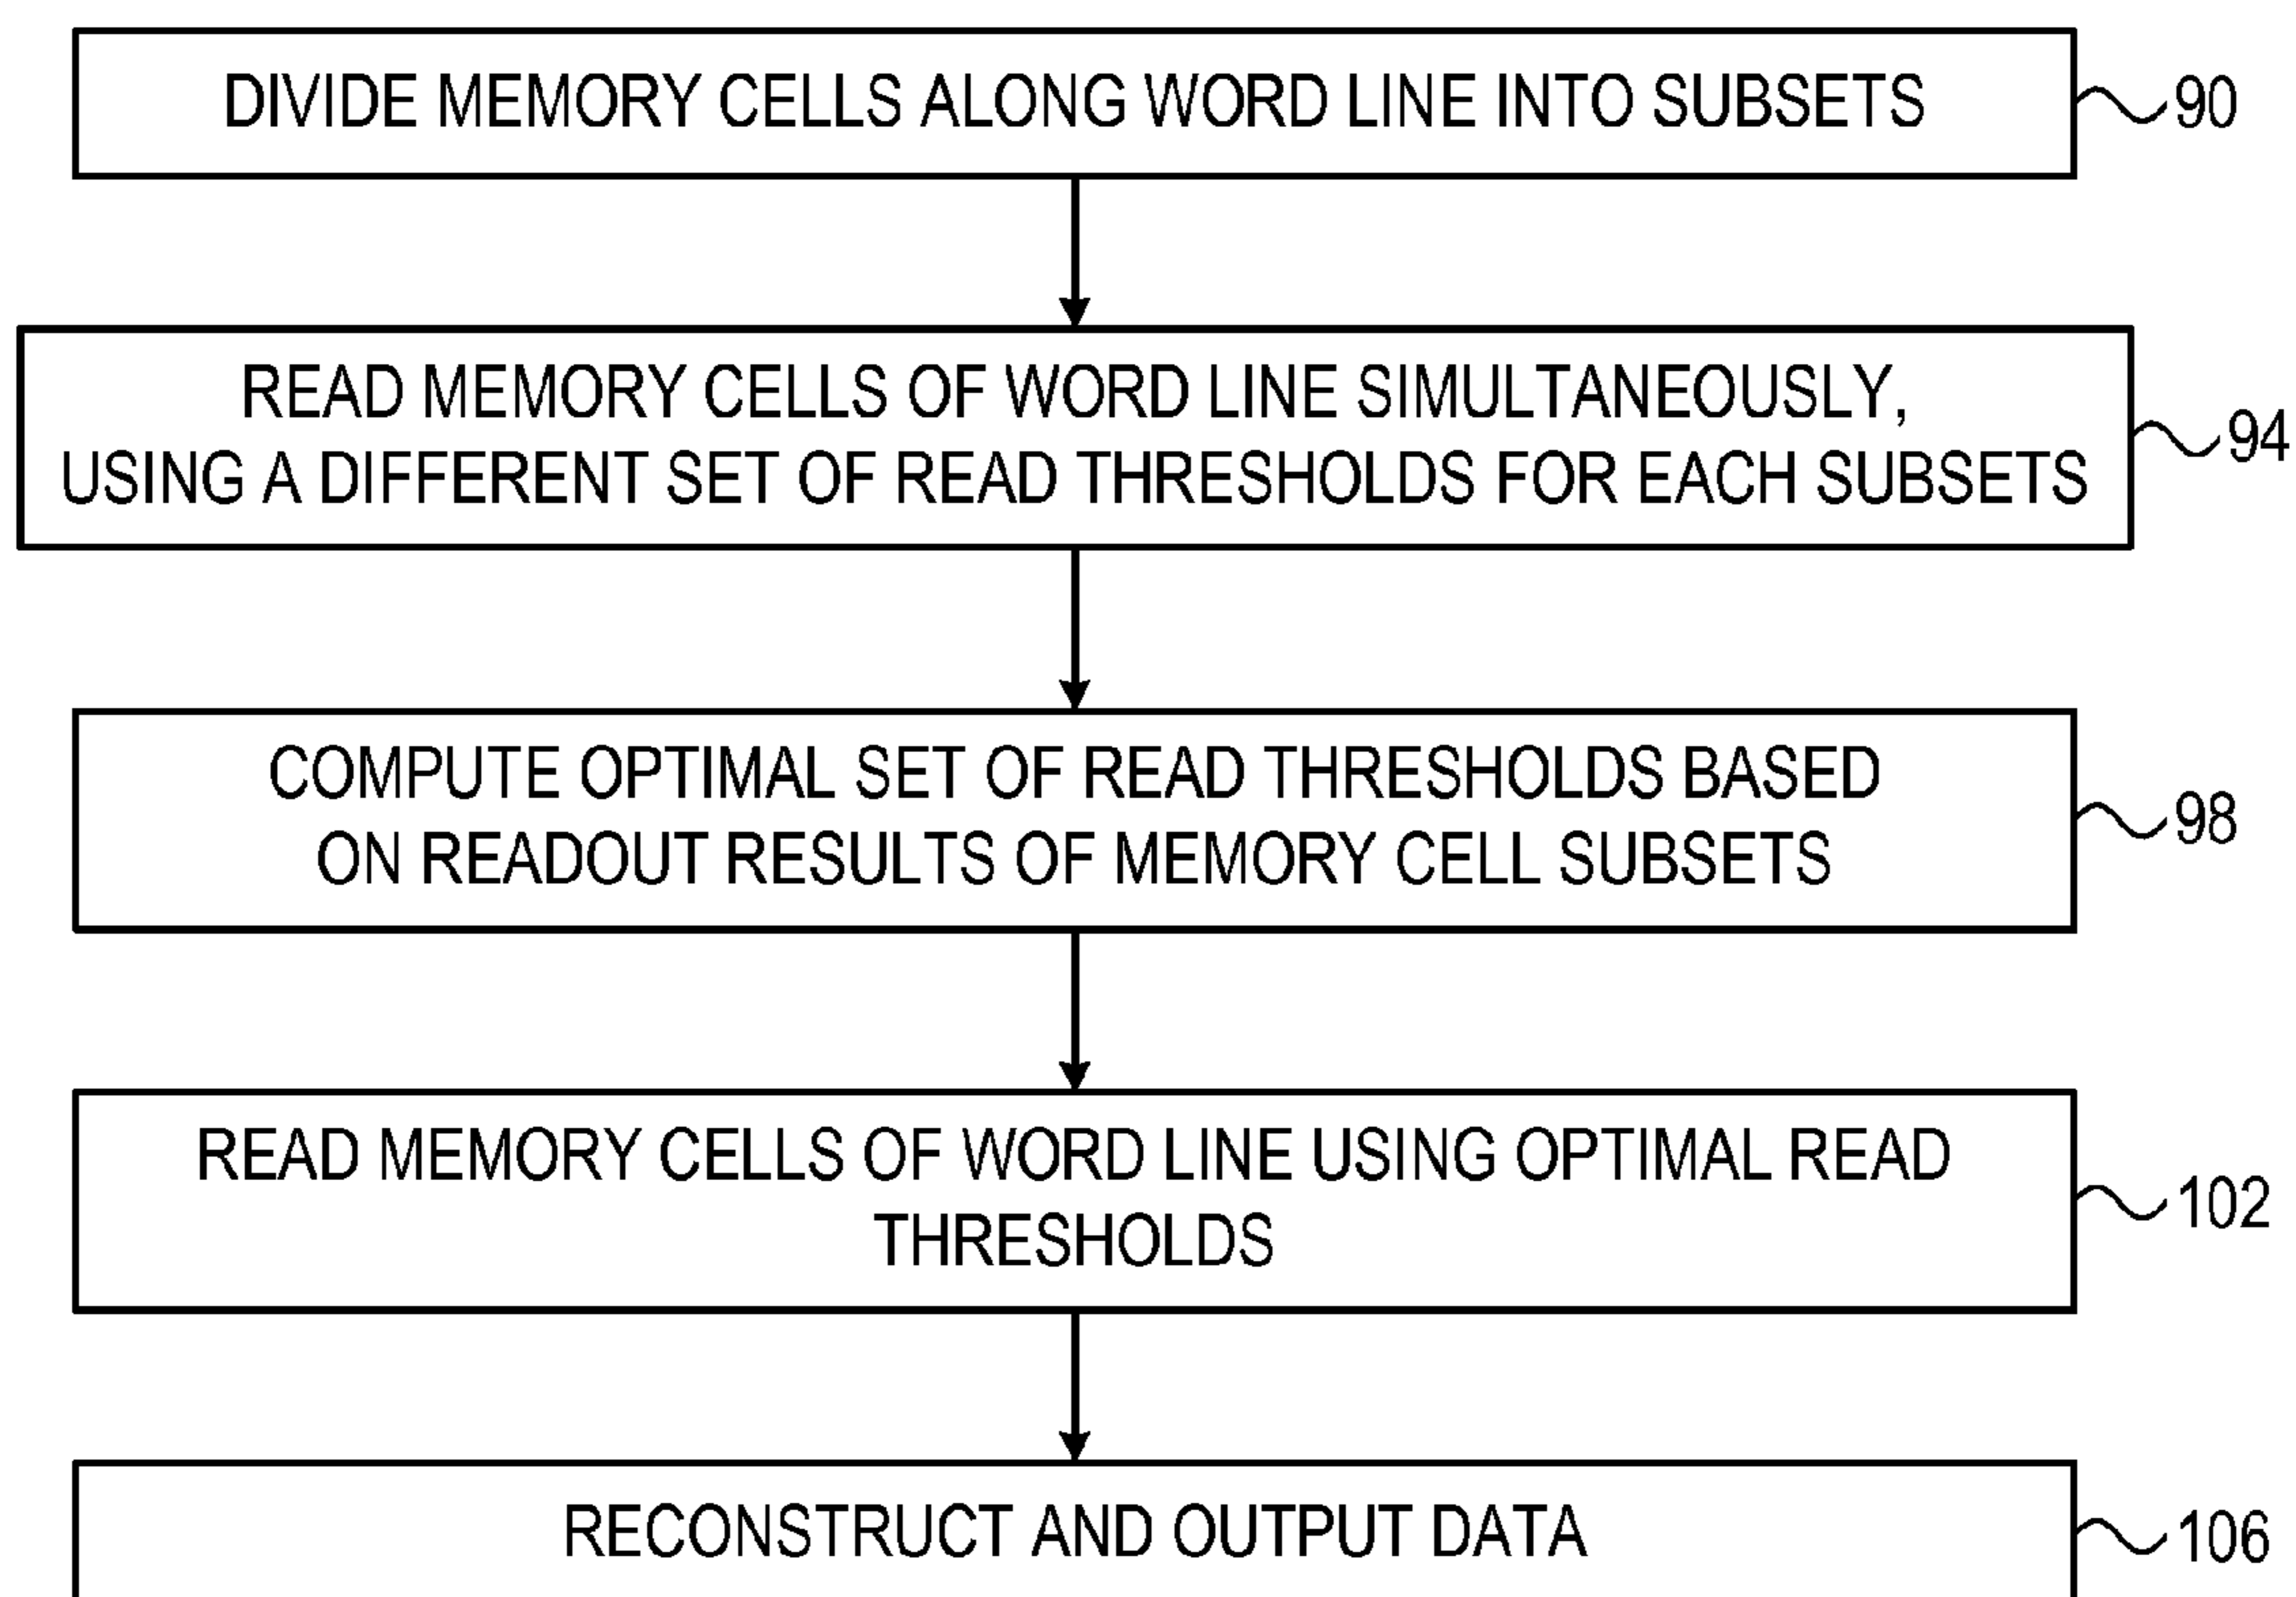 DIVIDE MEMORY CELLS ALONG WORD LINE INTO SUBSETS
90
READ MEMORY CELLS OF WORD LINE SIMULTANEOUSLY,
USING A DIFFERENT SET OF READ THRESHOLDS FOR EACH SUBSETS
94
COMPUTE OPTIMAL SET OF READ THRESHOLDS BASED
ON READOUT RESULTS OF MEMORY CELL SUBSETS
98
READ MEMORY CELLS OF WORD LINE USING OPTIMAL READ
THRESHOLDS
102
RECONSTRUCT AND OUTPUT DATA
106